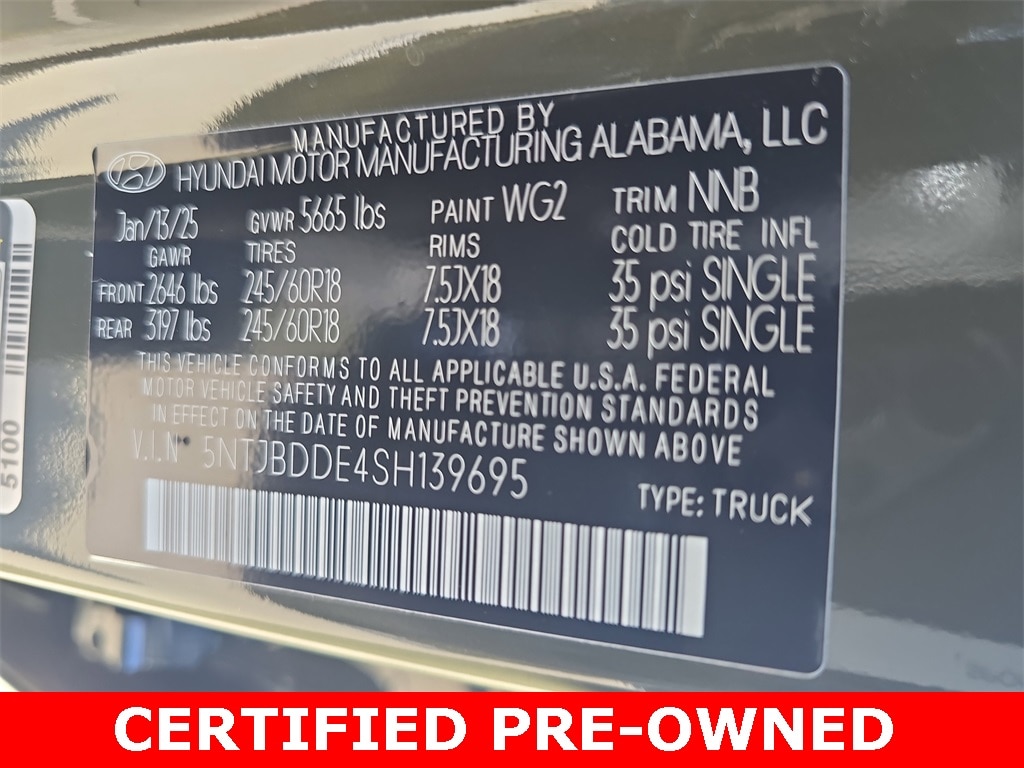 MANUFACTURED BY
HYUNDAI MOTOR MANUFACTURING ALABAMA, LLC
Jan/13/25 GVWR 5665 lbs PAINT WG2 TRIM NNB
GAWR TIRES RIMS COLD TIRE INFL
FRONT 2646 lbs 245/60R18 7.5JX18 35 psi SINGLE
REAR 3197 lbs 245/60R18 7.5JX18 35 psi SINGLE
THIS VEHICLE CONFORMS TO ALL APPLICABLE U.S.A. FEDERAL
MOTOR VEHICLE SAFETY AND THEFT PREVENTION STANDARDS
IN EFFECT ON THE DATE OF MANUFACTURE SHOWN ABOVE
V.I.N 5NTJBDDE4SH139695
TYPE: TRUCK
5100
CERTIFIED PRE-OWNED